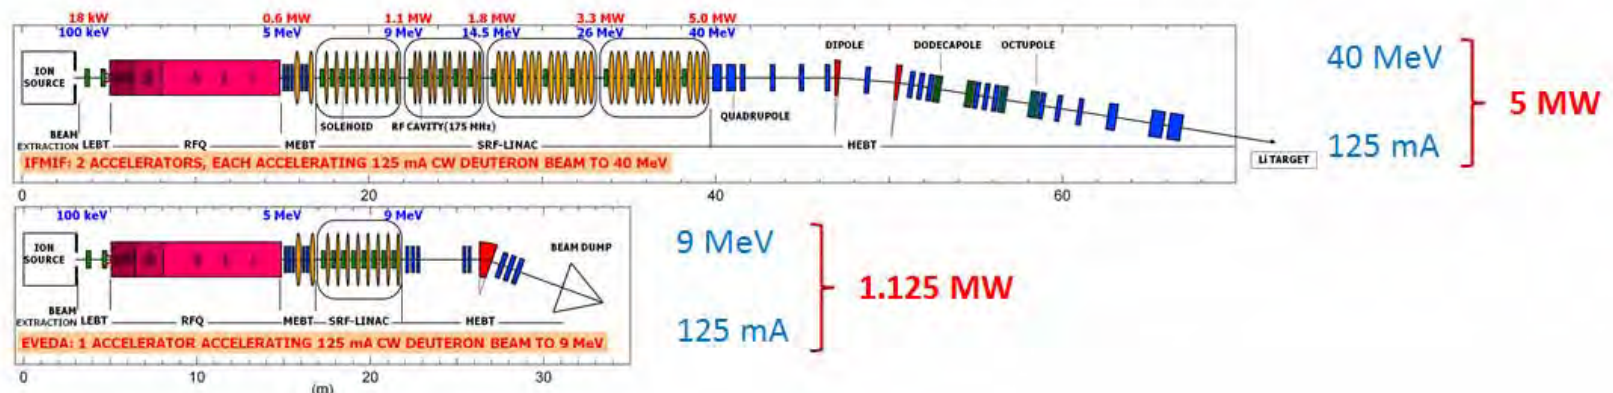 18 kW 0.6 MW 1.1 MW 1.8 MW 3.3 MW 5.0 MW
100 keV 5 MeV 9 MeV 14.5 MeV 26 MeV 40 MeV
ION SOURCE
DIPOLE DODECAPOLE OCTUPOLE
SOLENOID RF CAVITY(175 MHz) QUADRUPOLE
BEAM EXTRACTION LEBT RFQ MEBT SRF-LINAC HEBT
Li TARGET
IFMIF: 2 ACCELERATORS, EACH ACCELERATING 125 mA CW DEUTERON BEAM TO 40 MeV
0 20 40 60
40 MeV
125 mA
5 MW
100 keV 5 MeV 9 MeV
ION SOURCE
BEAM DUMP
BEAM EXTRACTION LEBT RFQ MEBT SRF-LINAC HEBT
EVEDA: 1 ACCELERATOR ACCELERATING 125 mA CW DEUTERON BEAM TO 9 MeV
0 10 20 30
(m)
9 MeV
125 mA
1.125 MW